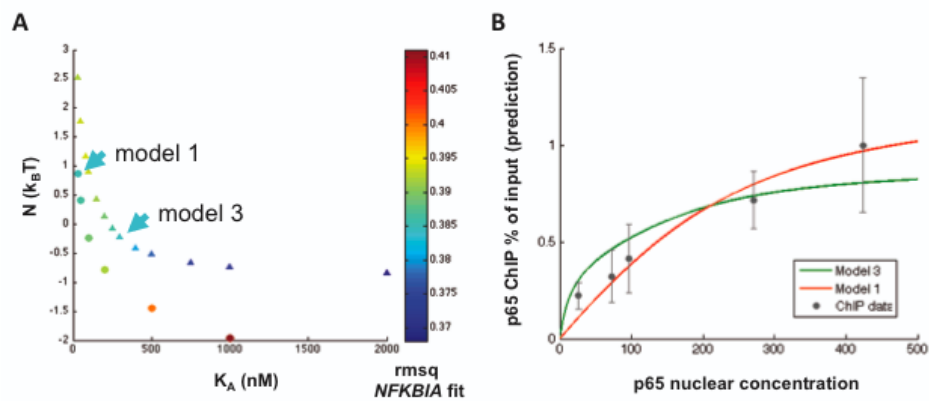 A
B
3
2.5
2
1.5
1
0.5
0
-0.5
-1
-1.5
-2
N (kBT)
0
500
1000
1500
2000
KA (nM)
model 1
model 3
0.41
0.405
0.4
0.395
0.39
0.385
0.38
0.375
0.37
rmsq
NFKBIA fit
1.5
1
0.5
0
p65 ChIP % of input (prediction)
0
100
200
300
400
500
p65 nuclear concentration
Model 3
Model 1
ChIP data